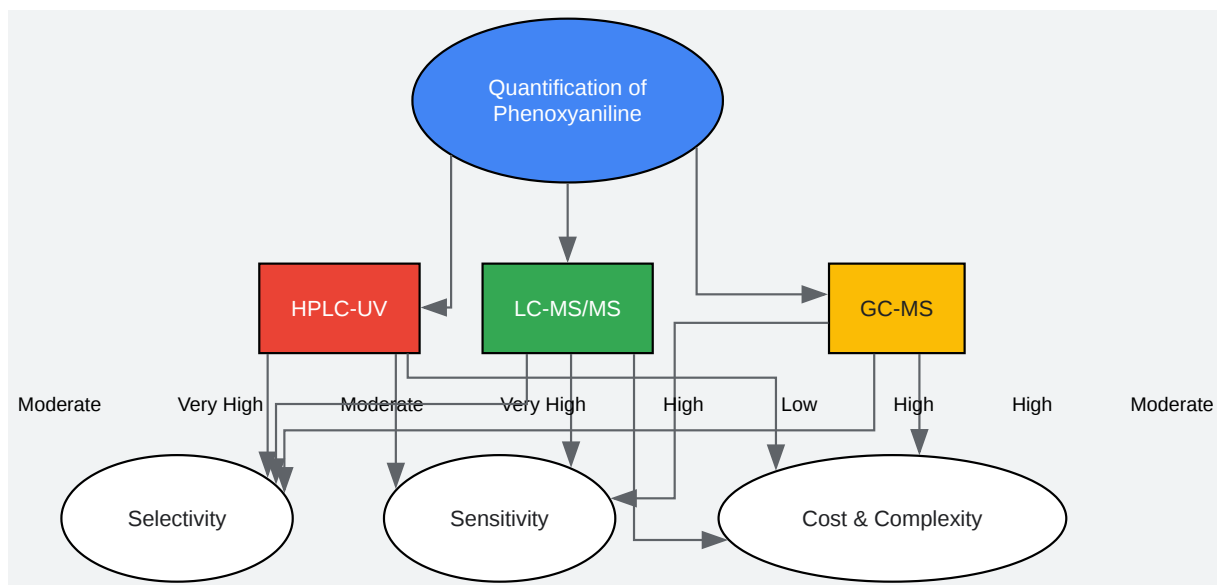 Quantification of
Phenoxyaniline
HPLC-UV
LC-MS/MS
GC-MS
Moderate
Very High
Moderate
Very High
High
Low
High
High
Moderate
Selectivity
Sensitivity
Cost & Complexity